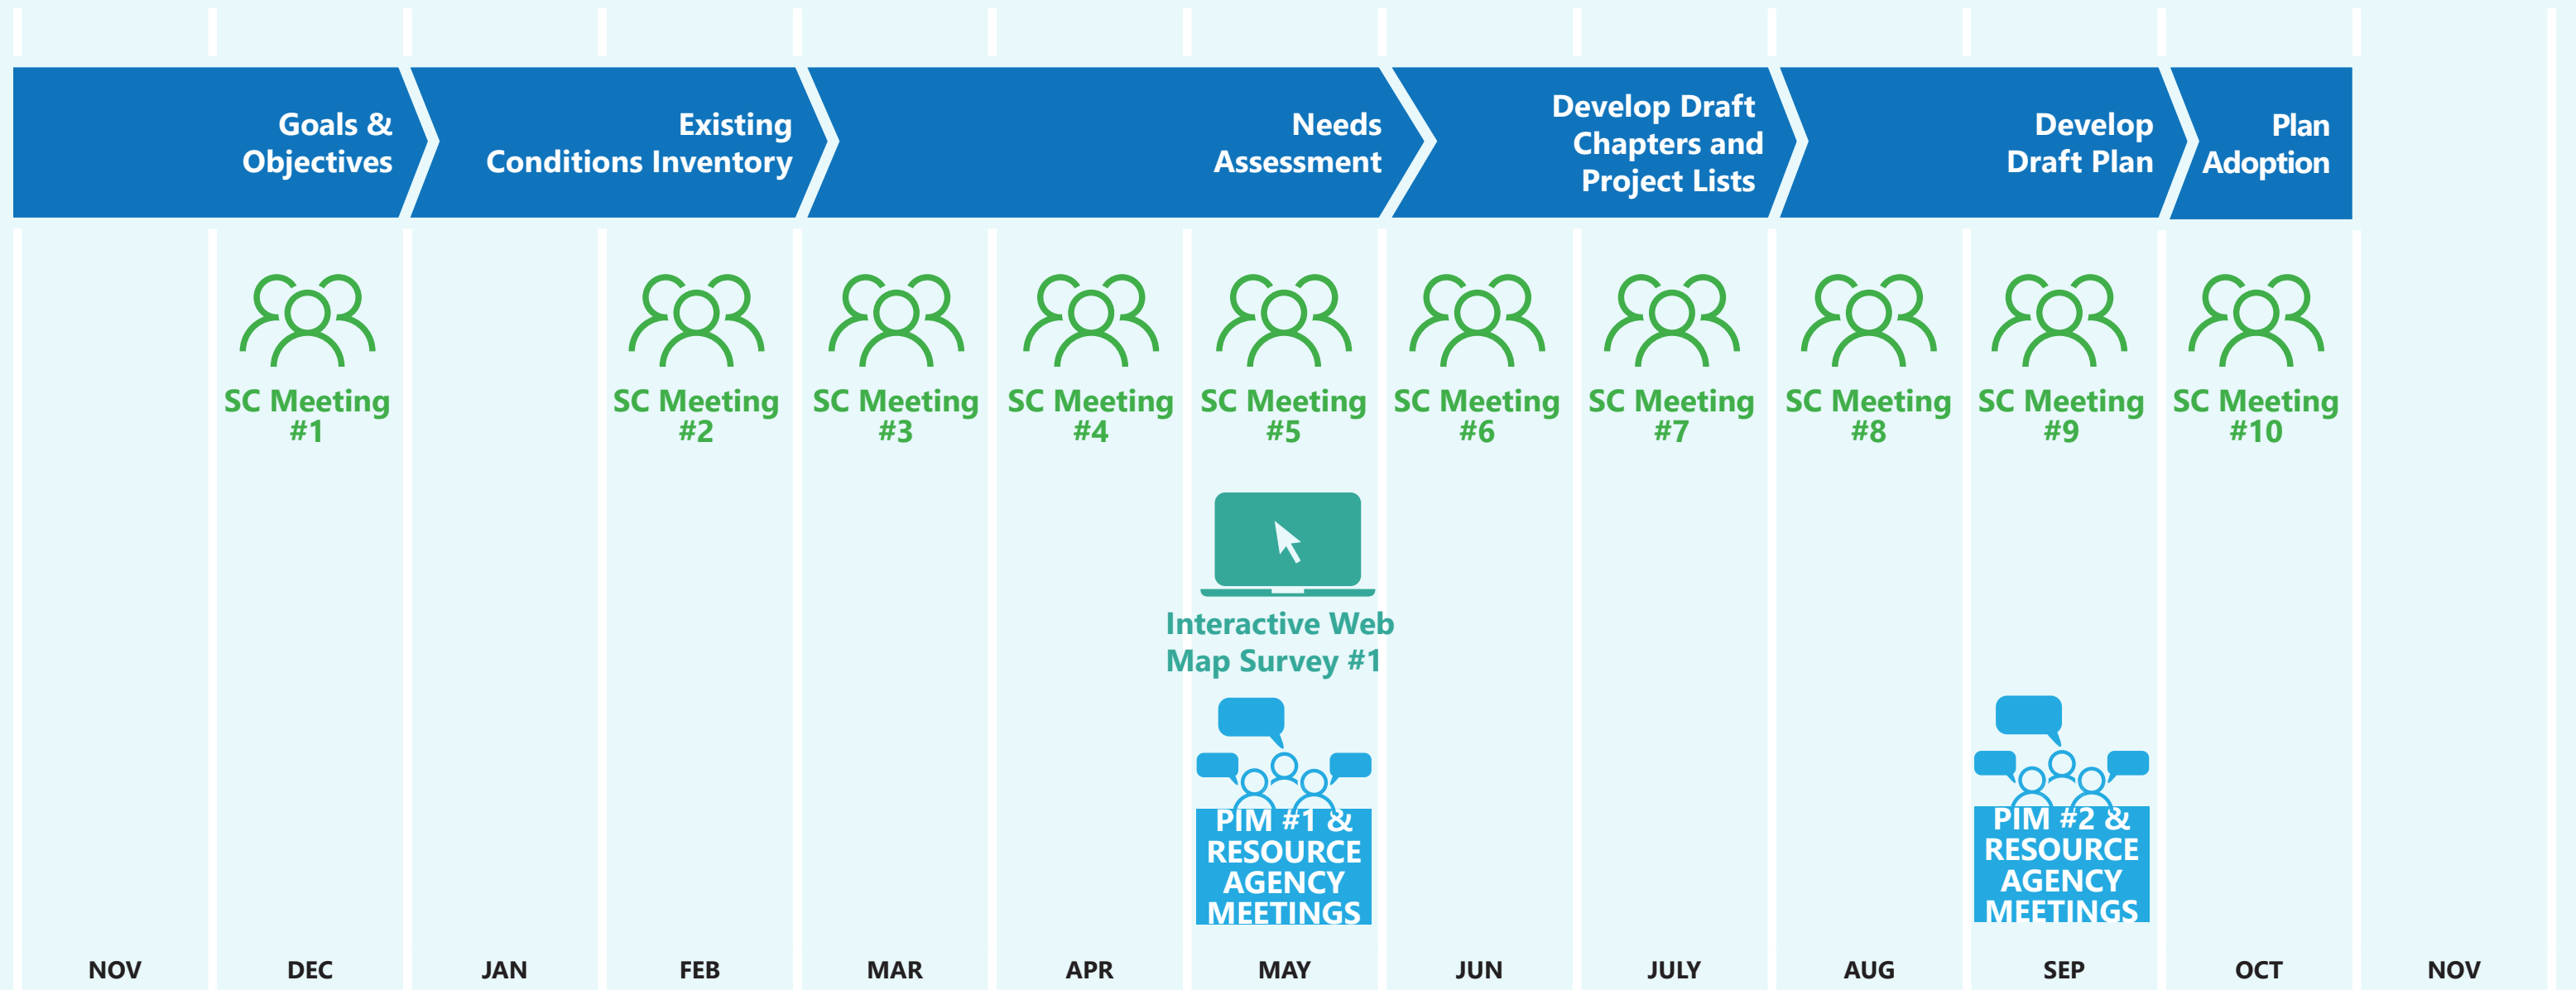 Goals &
Objectives
Existing
Conditions Inventory
Needs
Assessment
Develop Draft
Chapters and
Project Lists
Develop
Draft Plan
Plan
Adoption
SC Meeting
#1
SC Meeting
#2
SC Meeting
#3
SC Meeting
#4
SC Meeting
#5
SC Meeting
#6
SC Meeting
#7
SC Meeting
#8
SC Meeting
#9
SC Meeting
#10
Interactive Web
Map Survey #1
PIM #1 &
RESOURCE
AGENCY
MEETINGS
PIM #2 &
RESOURCE
AGENCY
MEETINGS
NOV
DEC
JAN
FEB
MAR
APR
MAY
JUN
JULY
AUG
SEP
OCT
NOV